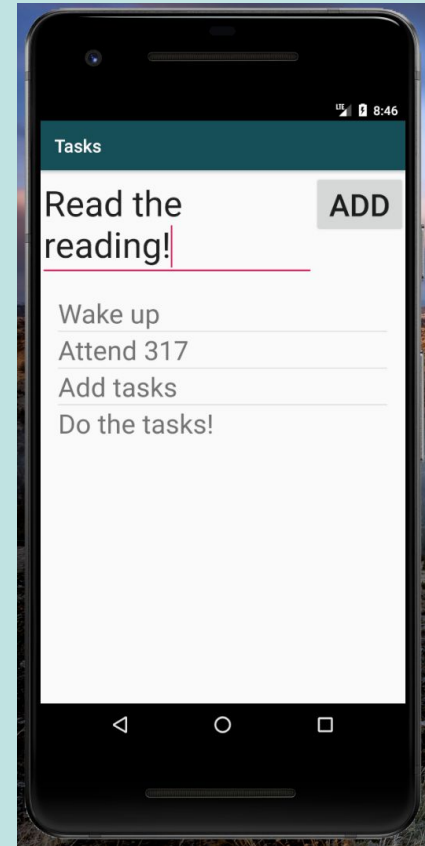 LTE 8:46
Tasks
Read the
reading!
ADD
Wake up
Attend 317
Add tasks
Do the tasks!